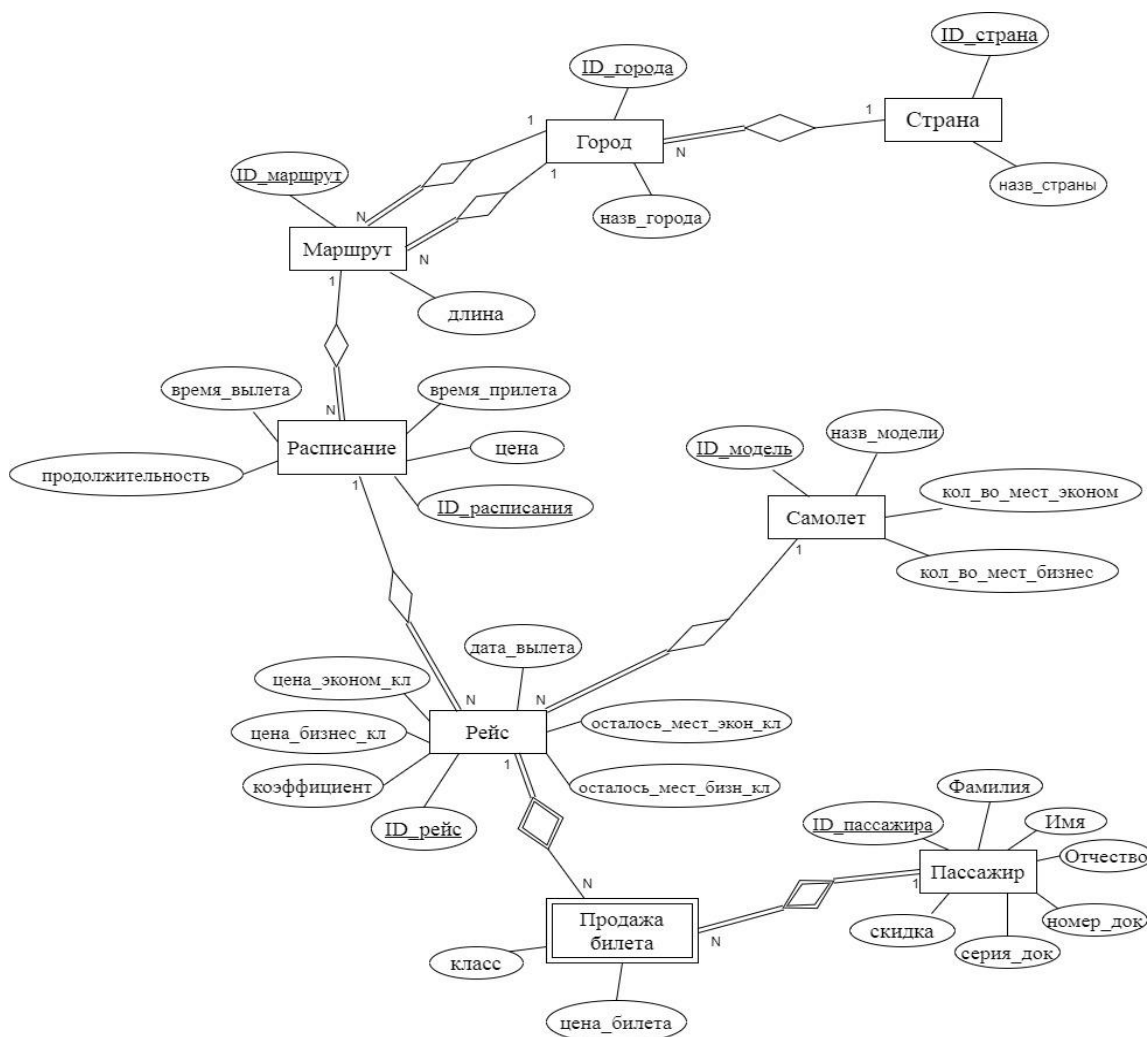 ID_страна
ID_города
1
1
Город
N
Страна
1
N
ID_маршрут
назв_города
назв_страны
N
N
Маршрут
1
длина
время_вылета
время_прилета
N
Расписание
цена
продолжительность
1
ID_расписания
назв_модели
ID_модель
кол_во_мест_эконом
Самолет
1
кол_во_мест_бизнес
дата_вылета
цена_эконом_кл
N
N
цена_бизнес_кл
Рейс
осталось_мест_экон_кл
1
коэффициент
осталось_мест_бизн_кл
ID_рейс
Фамилия
ID_пассажира
Имя
Отчество
Пассажир
1
N
Продажа
билета
N
скидка
номер_док
серия_док
класс
цена_билета